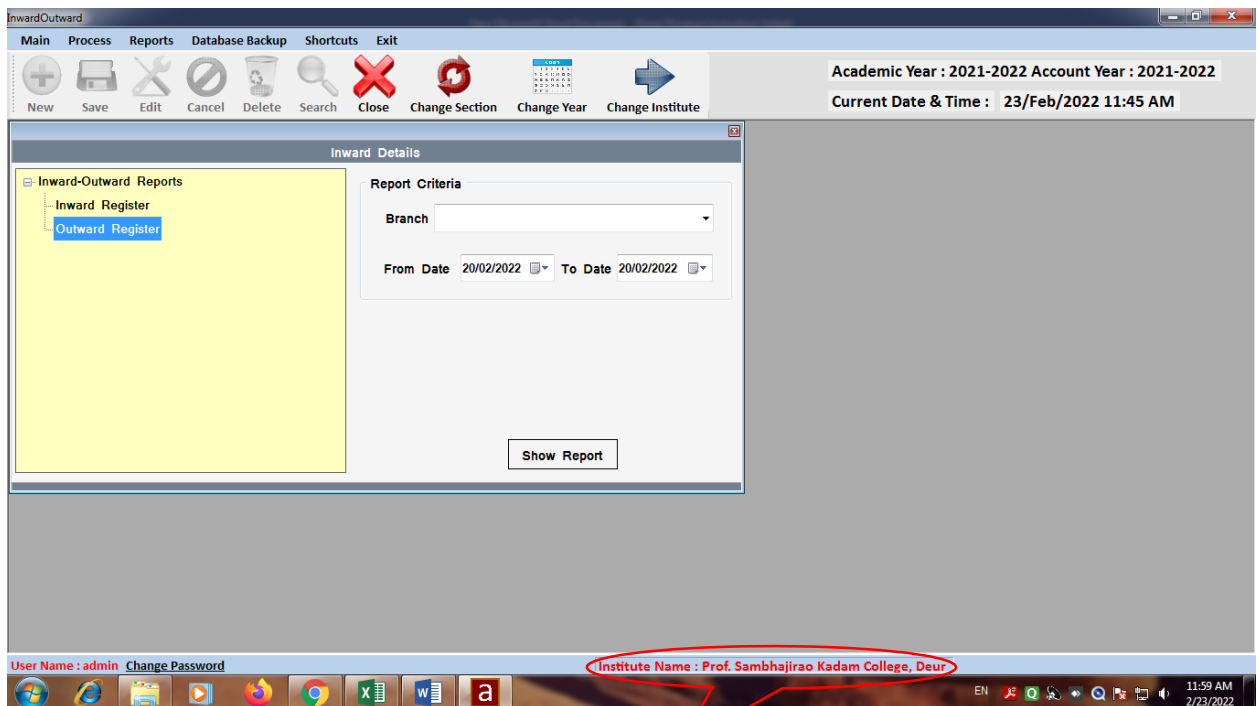 InwardOutward
Main Process Reports Database Backup Shortcuts Exit
New Save Edit Cancel Delete Search Close Change Section Change Year Change Institute
Academic Year : 2021-2022 Account Year : 2021-2022
Current Date & Time : 23/Feb/2022 11:45 AM
Inward Details
Inward-Outward Reports
Inward Register
Outward Register
Report Criteria
Branch
From Date 20/02/2022 To Date 20/02/2022
Show Report
User Name : admin Change Password
Institute Name : Prof. Sambhajirao Kadam College, Deur
EN
11:59 AM
2/23/2022